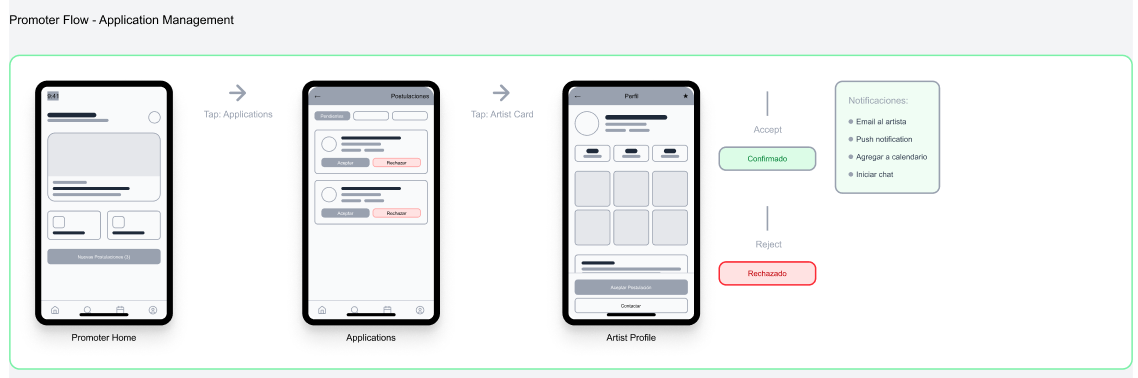 Promoter Flow - Application Management
9:41
Manage Postulaciones (3)
Promoter Home
Tap: Applications
←
Postulaciones
Pendientes
Aceptar
Rechazar
Aceptar
Rechazar
Applications
Tap: Artist Card
←
Perfil
★
Aceptar Postulación
Contactar
Artist Profile
Accept
Confirmado
Reject
Rechazado
Notificaciones:
Email al artista
Push notification
Agregar a calendario
Iniciar chat